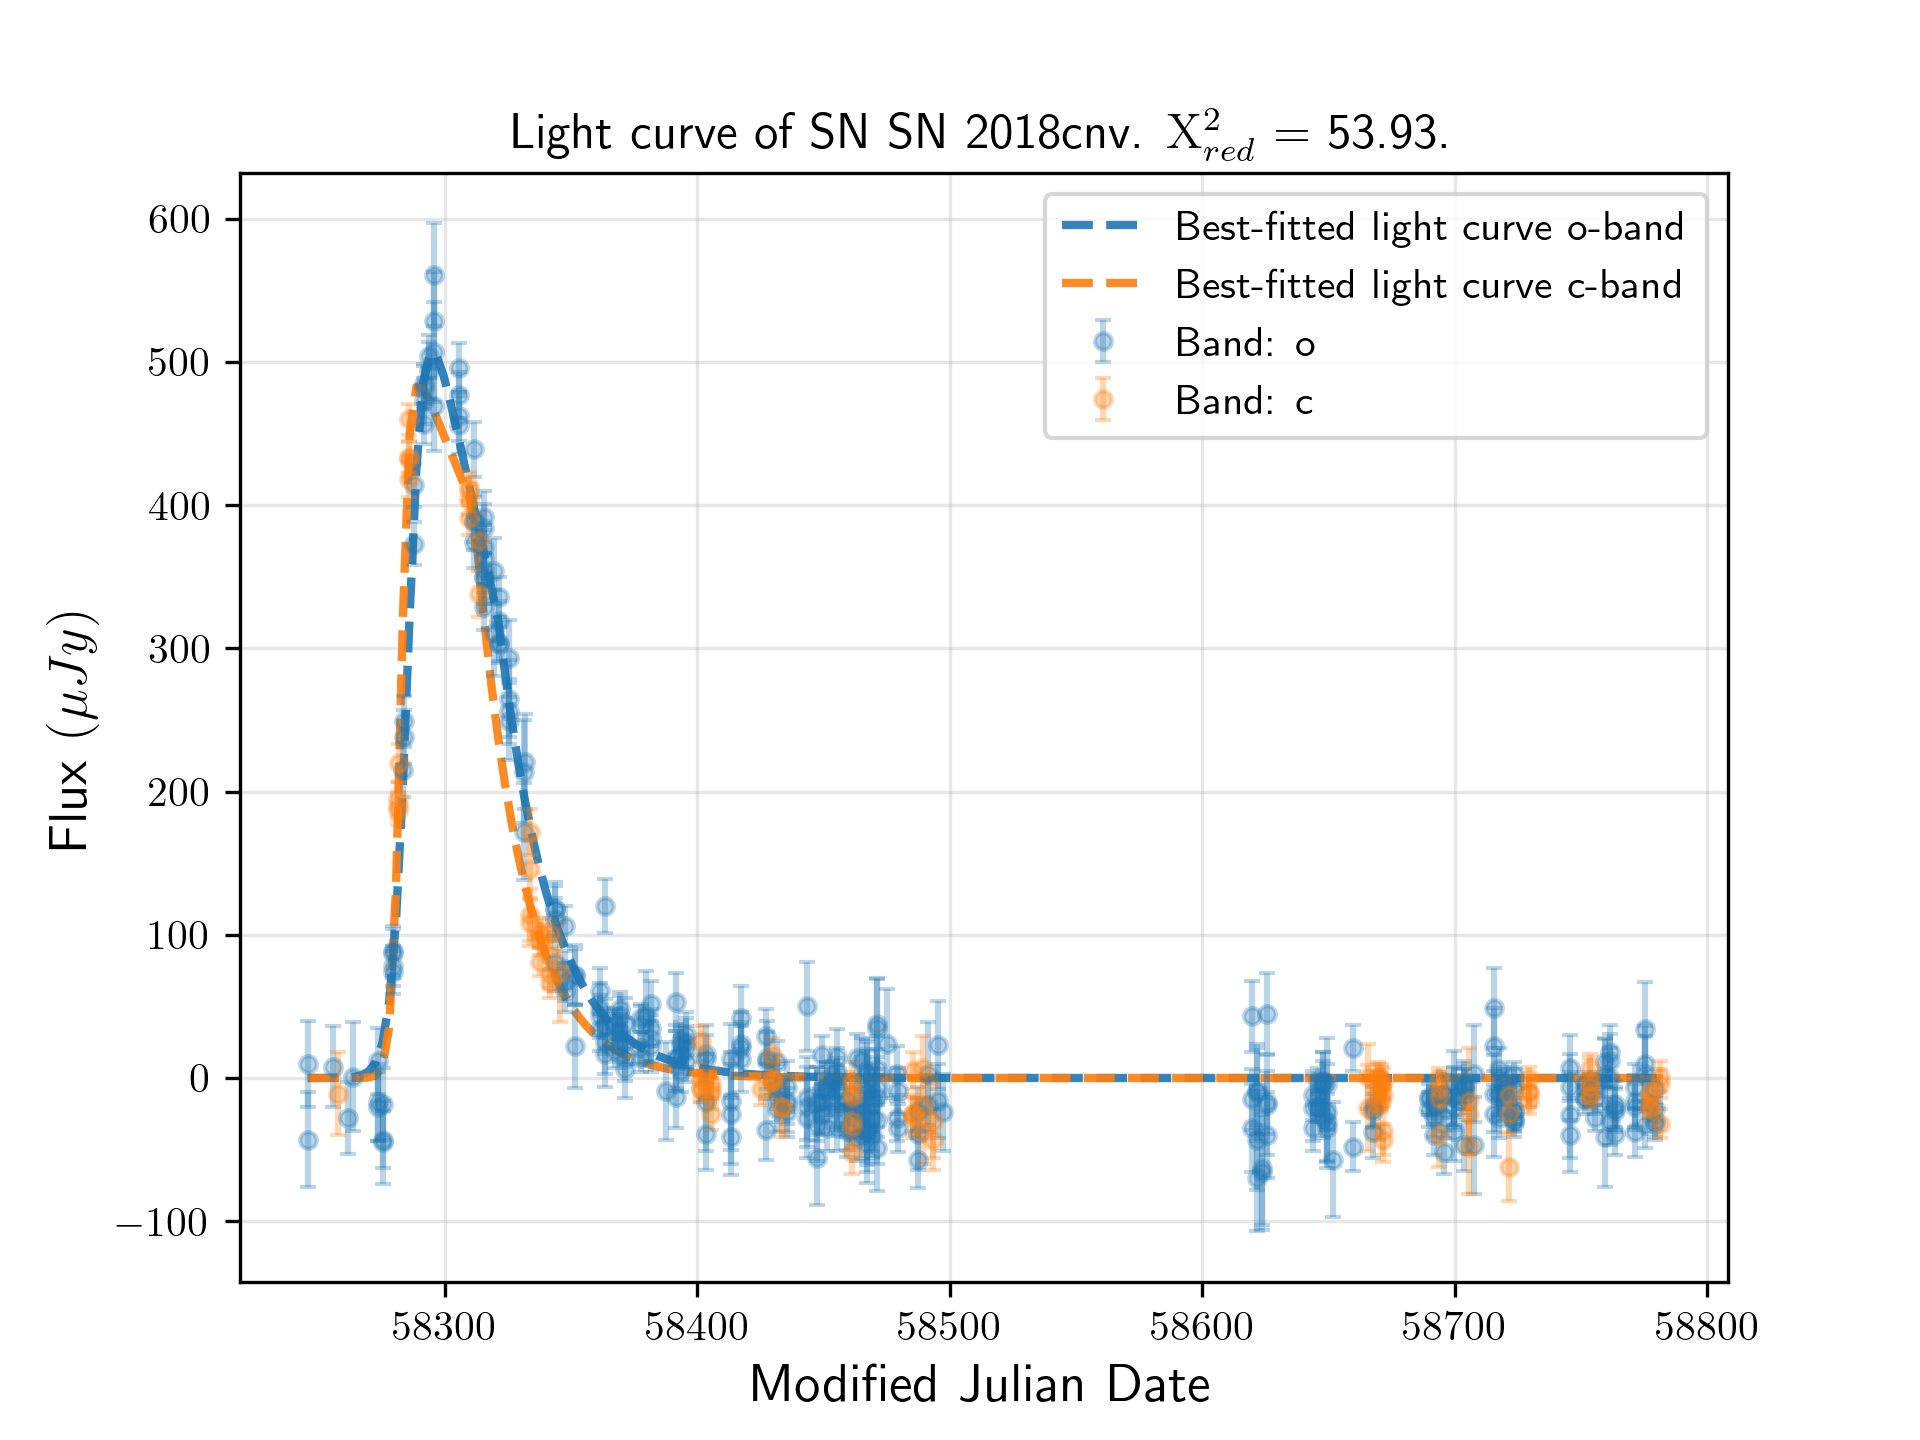 Light curve of SN SN 2018cnv. X²_red = 53.93.
Best-fitted light curve o-band
Best-fitted light curve c-band
Band: o
Band: c
600
500
400
300
200
100
0
−100
Flux (μJy)
58300 58400 58500 58600 58700 58800
Modified Julian Date